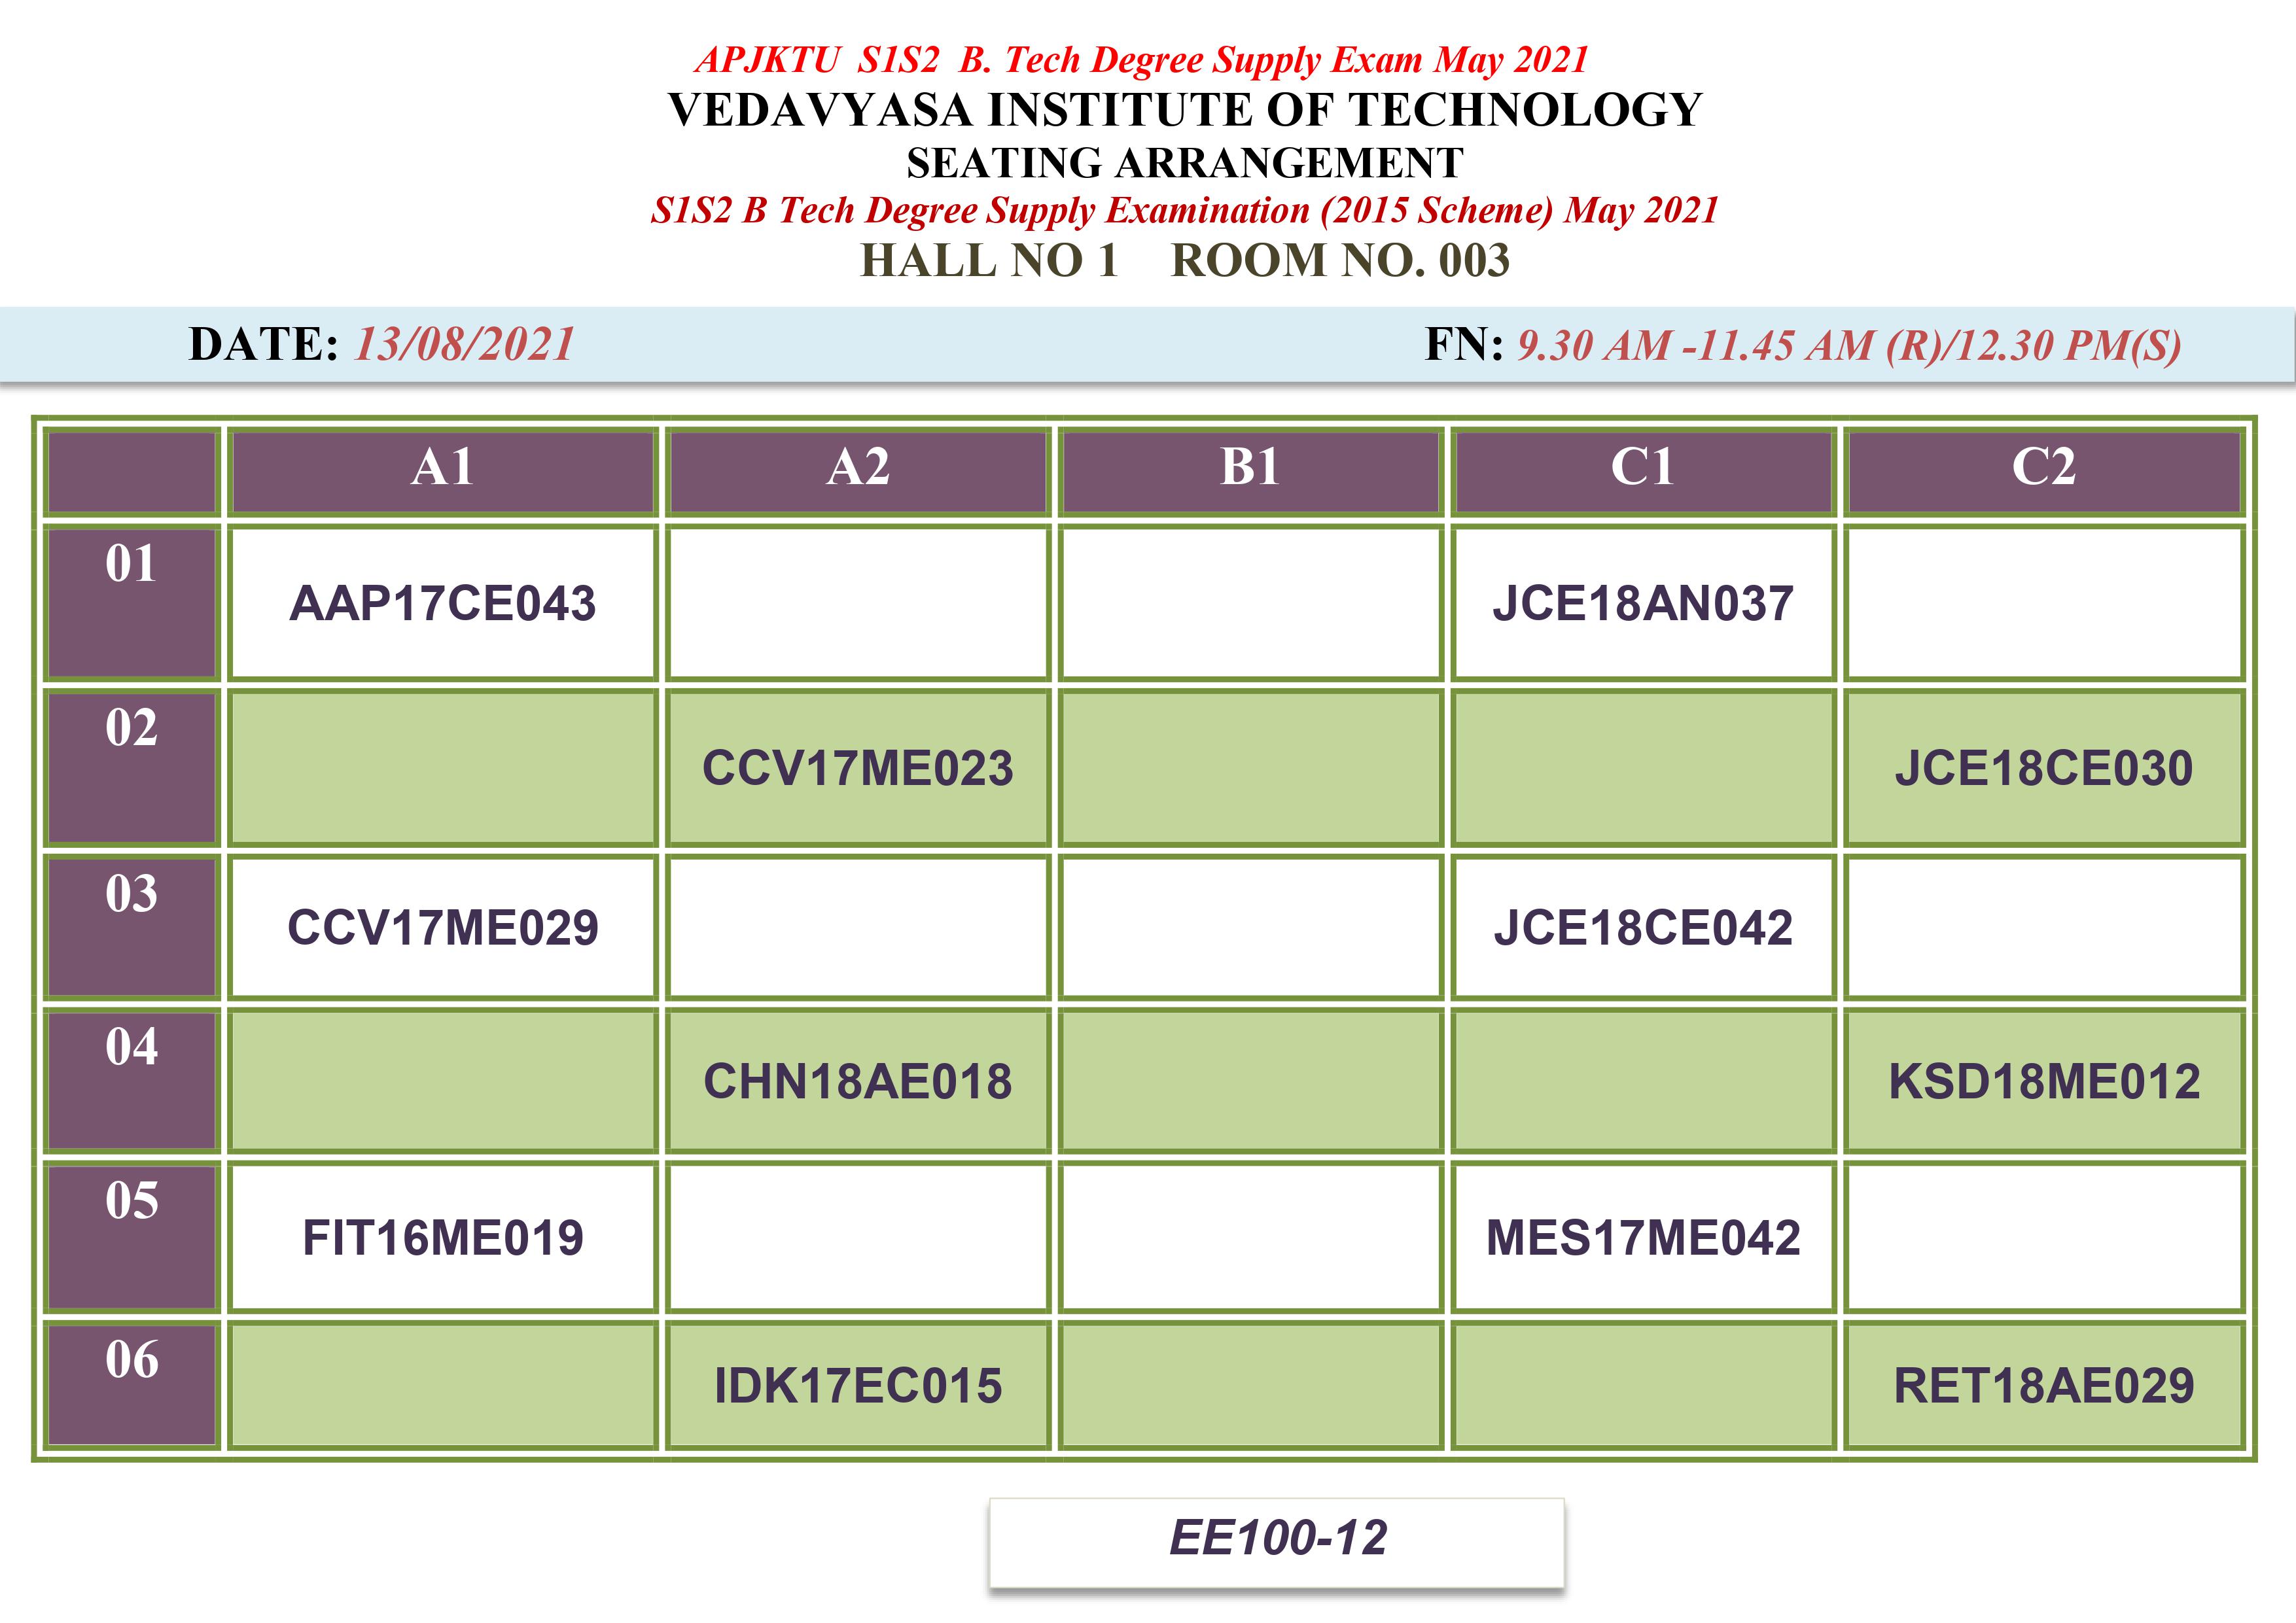 APJKTU S1S2 B. Tech Degree Supply Exam May 2021
VEDAVYASA INSTITUTE OF TECHNOLOGY
SEATING ARRANGEMENT
S1S2 B Tech Degree Supply Examination (2015 Scheme) May 2021
HALL NO 1 ROOM NO. 003
DATE: 13/08/2021 FN: 9.30 AM -11.45 AM (R)/12.30 PM(S)
A1 A2 B1 C1 C2
01 AAP17CE043 JCE18AN037
02 CCV17ME023 JCE18CE030
03 CCV17ME029 JCE18CE042
04 CHN18AE018 KSD18ME012
05 FIT16ME019 MES17ME042
06 IDK17EC015 RET18AE029
EE100-12